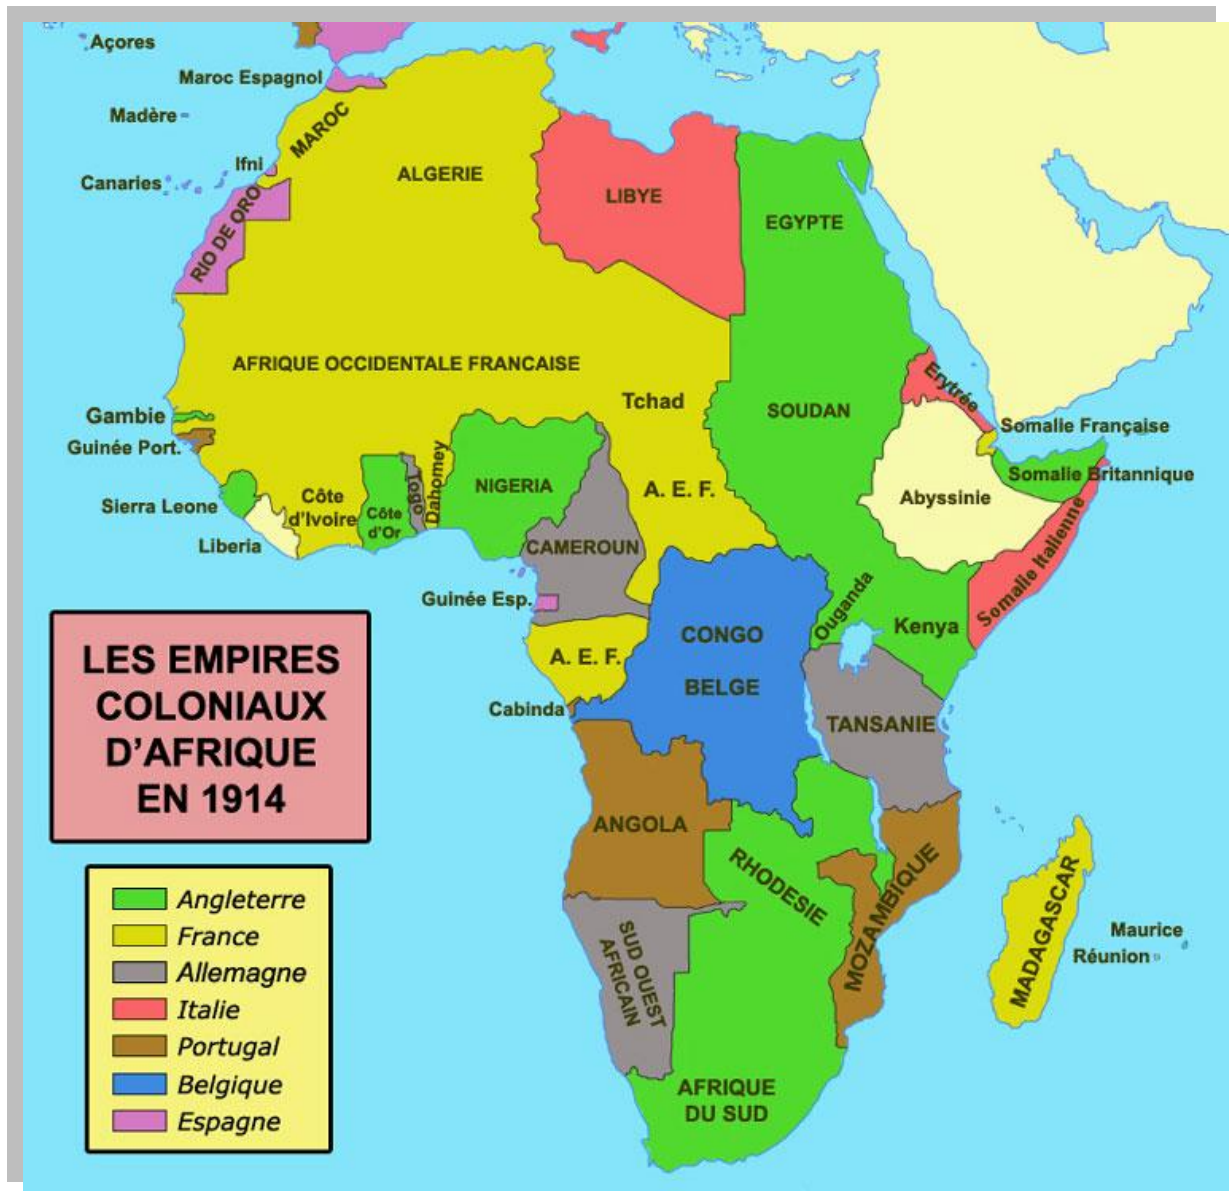 Açores
Maroc Espagnol
Madère
MAROC
Ifni
ALGERIE
Canaries
LIBYE
RIO DE ORO
EGYPTE
AFRIQUE OCCIDENTALE FRANCAISE
Erytrée
Tchad
SOUDAN
Gambie
Somalie Française
Guinée Port.
Somalie Britannique
Dahomey
Togo
NIGERIA
A. E. F.
Abyssinie
Sierra Leone
Côte
d'Ivoire
Côte
d'Or
Liberia
CAMEROUN
Somalie Italienne
Guinée Esp.
Ouganda
Kenya
CONGO
BELGE
A. E. F.
Cabinda
TANSANIE
LES EMPIRES
COLONIAUX
D'AFRIQUE
EN 1914
ANGOLA
RHODESIE
MOZAMBIQUE
MADAGASCAR
Maurice
Réunion
SUD OUEST
AFRICAIN
AFRIQUE
DU SUD
Angleterre
France
Allemagne
Italie
Portugal
Belgique
Espagne